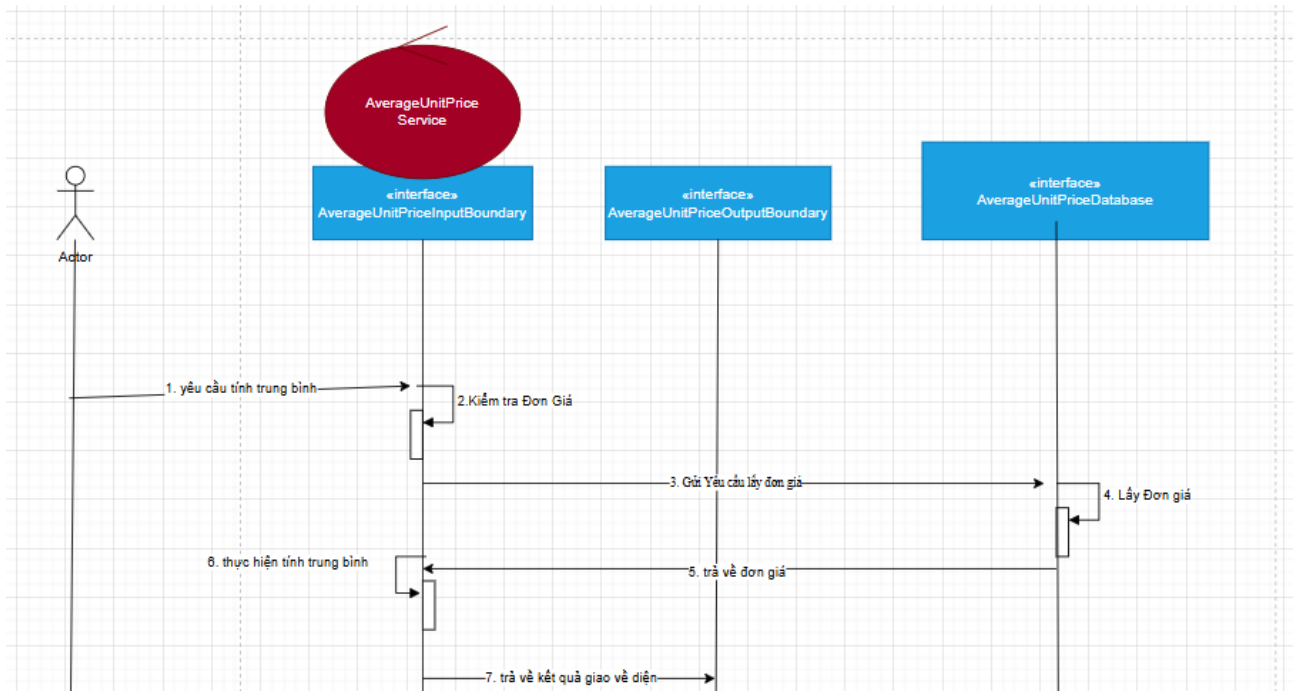 AverageUnitPrice
Service
«interface»
AverageUnitPriceInputBoundary
«interface»
AverageUnitPriceOutputBoundary
«interface»
AverageUnitPriceDatabase
Actor
1. yêu cầu tính trung bình
2.Kiểm tra Đơn Giá
3. Gửi Yêu cầu lấy đơn giá
4. Lấy Đơn giá
5. trả về đơn giá
6. thực hiện tính trung bình
7. trả về kết quả giao về diện